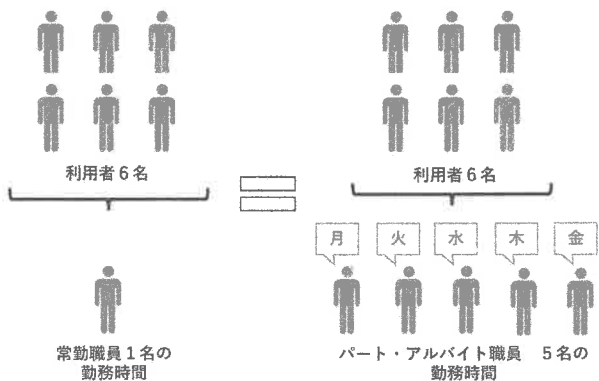 利用者6名
利用者6名
月 火 水 木 金
常勤職員1名の
勤務時間
パート・アルバイト職員　5名の
勤務時間